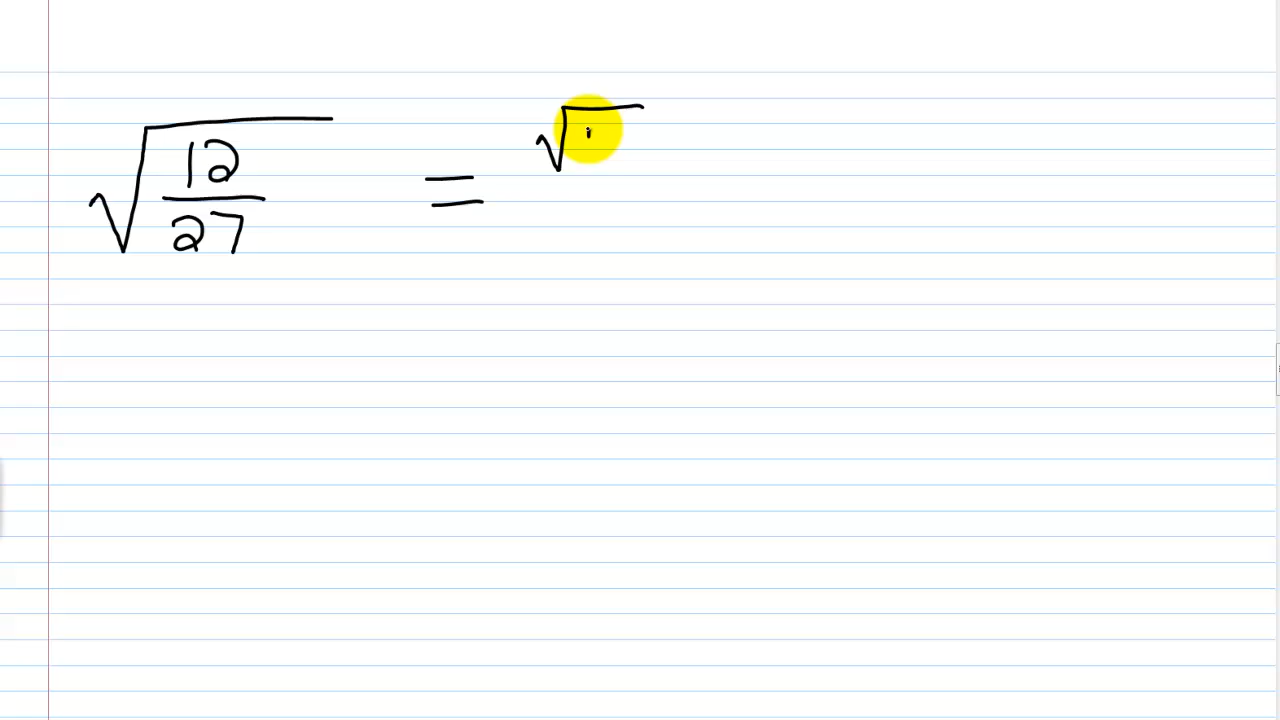 √(12/27) = √